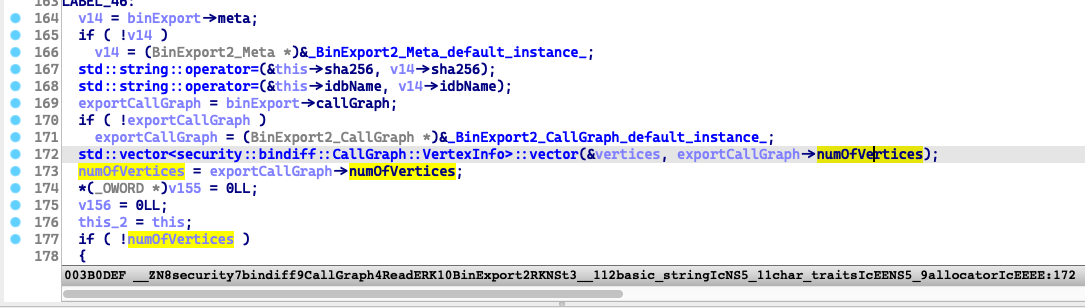 163 LABEL_46:
164 v14 = binExport->meta;
165 if ( !v14 )
166 v14 = (BinExport2_Meta *)&_BinExport2_Meta_default_instance_;
167 std::string::operator=(&this->sha256, v14->sha256);
168 std::string::operator=(&this->idbName, v14->idbName);
169 exportCallGraph = binExport->callGraph;
170 if ( !exportCallGraph )
171 exportCallGraph = (BinExport2_CallGraph *)&_BinExport2_CallGraph_default_instance_;
172 std::vector<security::bindiff::CallGraph::VertexInfo>::vector(&vertices, exportCallGraph->numOfVertices);
173 numOfVertices = exportCallGraph->numOfVertices;
174 *(_OWORD *)v155 = 0LL;
175 v156 = 0LL;
176 this_2 = this;
177 if ( !numOfVertices )
178 {
003B0DEF __ZN8security7bindiff9CallGraph4ReadERK10BinExport2RKNSt3__112basic_stringIcNS5_11char_traitsIcEENS5_9allocatorIcEEEE:172